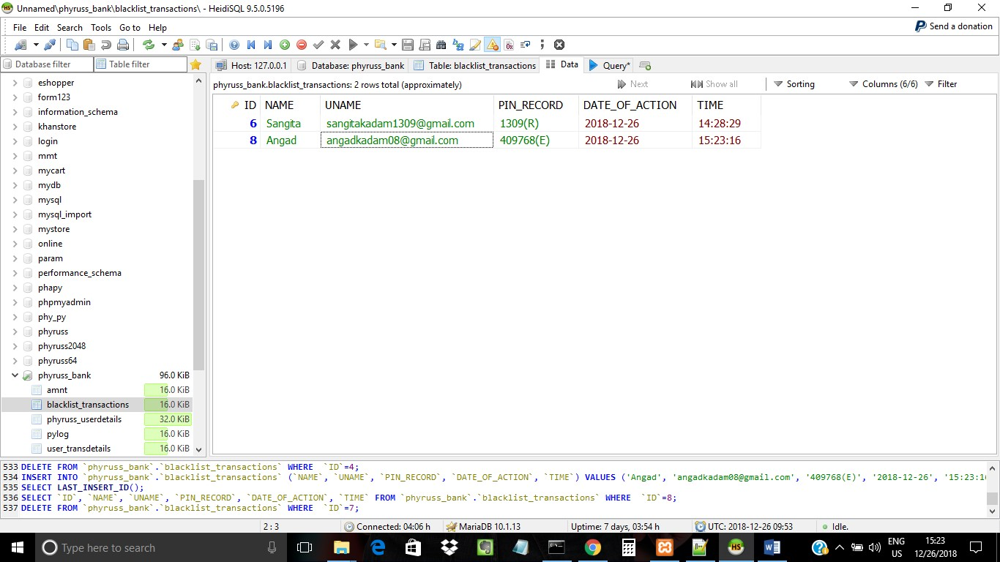 Unnamed\phyruss_bank\blacklist_transactions\ - HeidiSQL 9.5.0.5196
File Edit Search Tools Go to Help
Send a donation
Database filter Table filter
Host: 127.0.0.1 Database: phyruss_bank Table: blacklist_transactions Data Query*
phyruss_bank.blacklist_transactions: 2 rows total (approximately) Next Show all Sorting Columns (6/6) Filter
ID NAME UNAME PIN_RECORD DATE_OF_ACTION TIME
6 Sangita sangitakadam1309@gmail.com 1309(R) 2018-12-26 14:28:29
8 Angad angadkadam08@gmail.com 409768(E) 2018-12-26 15:23:16
eshopper
form123
information_schema
khanstore
login
mmt
mycart
mydb
mysql
mysql_import
mystore
online
param
performance_schema
phapy
phpmyadmin
phy_py
phyruss
phyruss2048
phyruss64
phyruss_bank 96.0 KiB
amnt 16.0 KiB
blacklist_transactions 16.0 KiB
phyruss_userdetails 32.0 KiB
pylog 16.0 KiB
user_transdetails 16.0 KiB
533 DELETE FROM `phyruss_bank`.`blacklist_transactions` WHERE  `ID`=4;
534 INSERT INTO `phyruss_bank`.`blacklist_transactions` (`NAME`, `UNAME`, `PIN_RECORD`, `DATE_OF_ACTION`, `TIME`) VALUES ('Angad', 'angadkadam08@gmail.com', '409768(E)', '2018-12-26', '15:23:16
535 SELECT LAST_INSERT_ID();
536 SELECT `ID`, `NAME`, `UNAME`, `PIN_RECORD`, `DATE_OF_ACTION`, `TIME` FROM `phyruss_bank`.`blacklist_transactions` WHERE  `ID`=8;
537 DELETE FROM `phyruss_bank`.`blacklist_transactions` WHERE  `ID`=7;
2 : 3 Connected: 04:06 h MariaDB 10.1.13 Uptime: 7 days, 03:54 h UTC: 2018-12-26 09:53 Idle.
Type here to search
ENG
US
15:23
12/26/2018